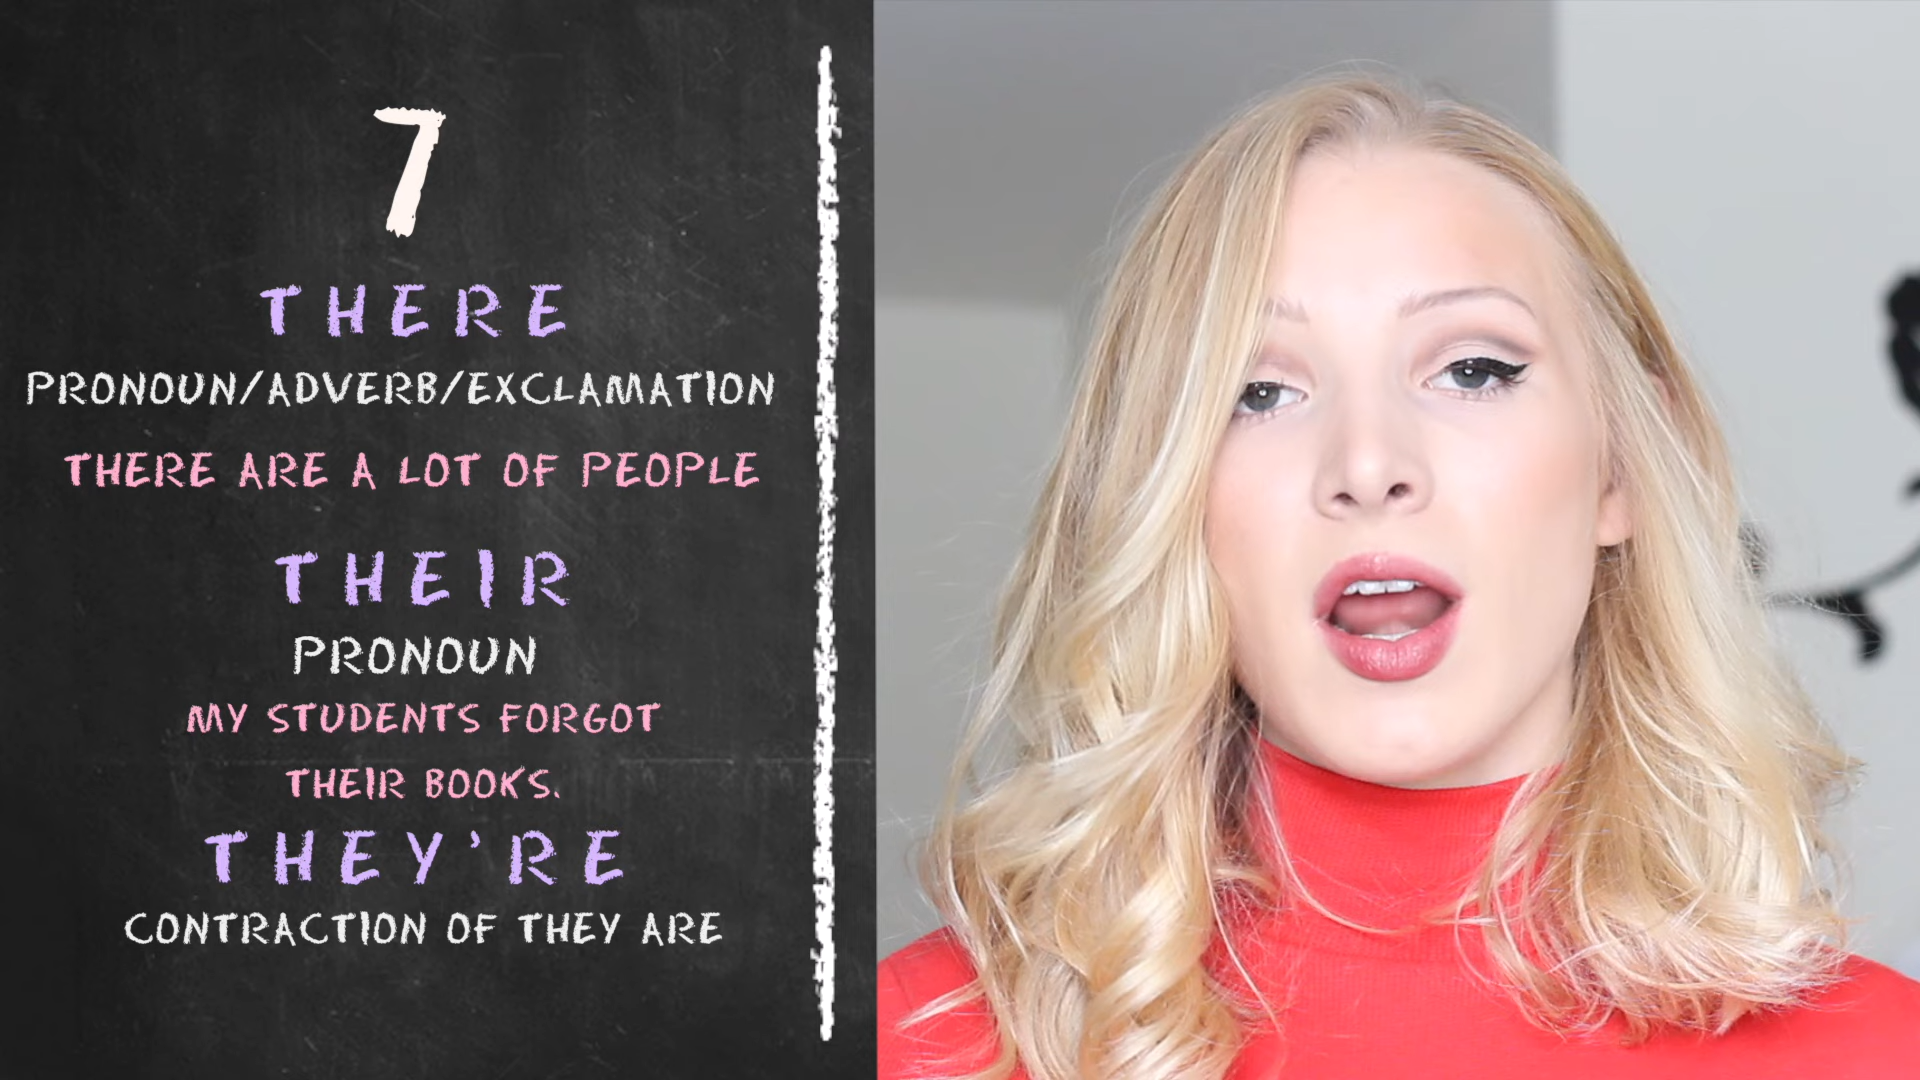 7
THERE
PRONOUN/ADVERB/EXCLAMATION
THERE ARE A LOT OF PEOPLE
THEIR
PRONOUN
MY STUDENTS FORGOT
THEIR BOOKS.
THEY'RE
CONTRACTION OF THEY ARE